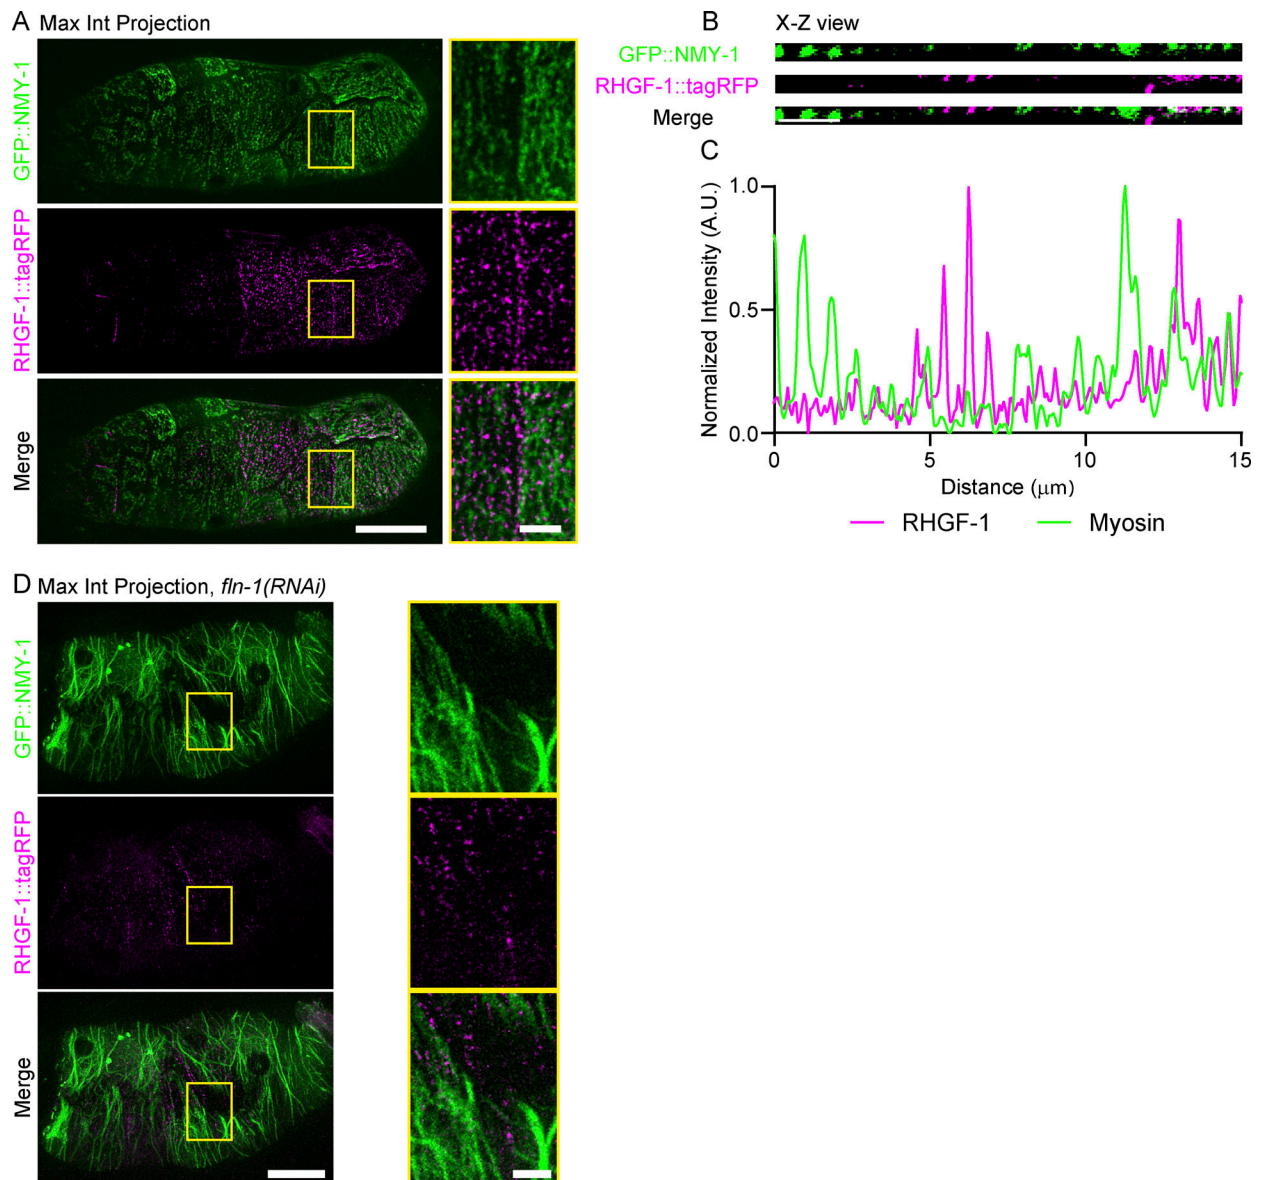 A Max Int Projection
GFP::NMY-1
RHGF-1::tagRFP
Merge
B X-Z view
GFP::NMY-1
RHGF-1::tagRFP
Merge
C
Normalized Intensity (A.U.)
1.0
0.5
0.0
0 5 10 15
Distance (μm)
RHGF-1 Myosin
D Max Int Projection, fln-1(RNAi)
GFP::NMY-1
RHGF-1::tagRFP
Merge